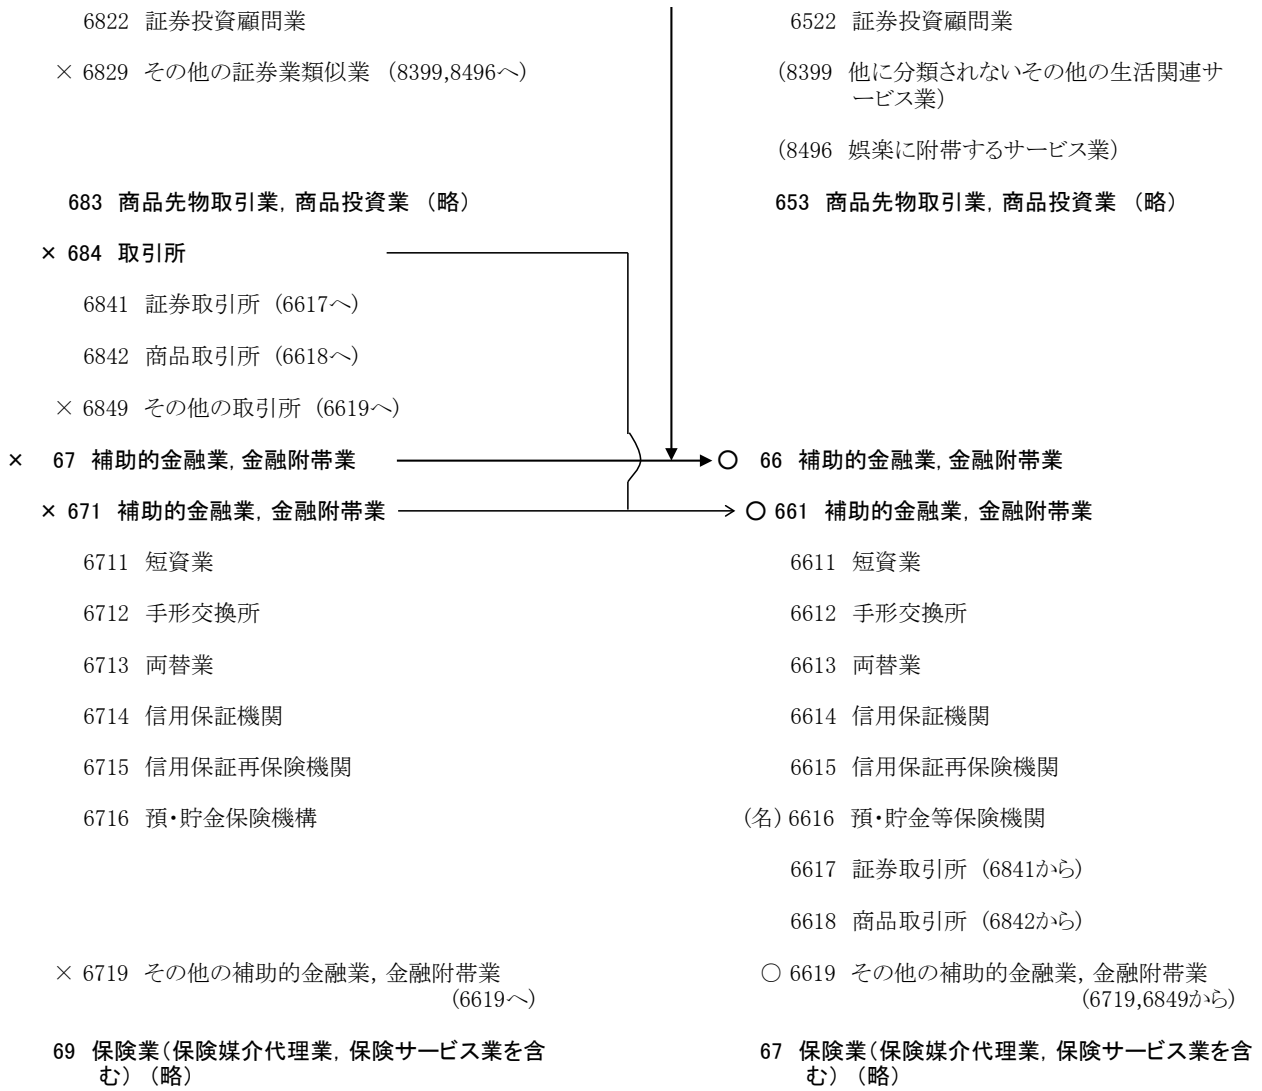 6822 証券投資顧問業 6522 証券投資顧問業
× 6829 その他の証券業類似業 (8399,8496へ) (8399 他に分類されないその他の生活関連サ
ービス業)
(8496 娯楽に附帯するサービス業)
683 商品先物取引業, 商品投資業 (略) 653 商品先物取引業, 商品投資業 (略)
× 684 取引所
6841 証券取引所 (6617へ)
6842 商品取引所 (6618へ)
× 6849 その他の取引所 (6619へ)
× 67 補助的金融業, 金融附帯業 ○ 66 補助的金融業, 金融附帯業
× 671 補助的金融業, 金融附帯業 ○ 661 補助的金融業, 金融附帯業
6711 短資業 6611 短資業
6712 手形交換所 6612 手形交換所
6713 両替業 6613 両替業
6714 信用保証機関 6614 信用保証機関
6715 信用保証再保険機関 6615 信用保証再保険機関
6716 預・貯金保険機構 (名) 6616 預・貯金等保険機関
6617 証券取引所 (6841から)
6618 商品取引所 (6842から)
× 6719 その他の補助的金融業, 金融附帯業 ○ 6619 その他の補助的金融業, 金融附帯業
(6619へ) (6719,6849から)
69 保険業(保険媒介代理業, 保険サービス業を含 67 保険業(保険媒介代理業, 保険サービス業を含
む) (略) む) (略)